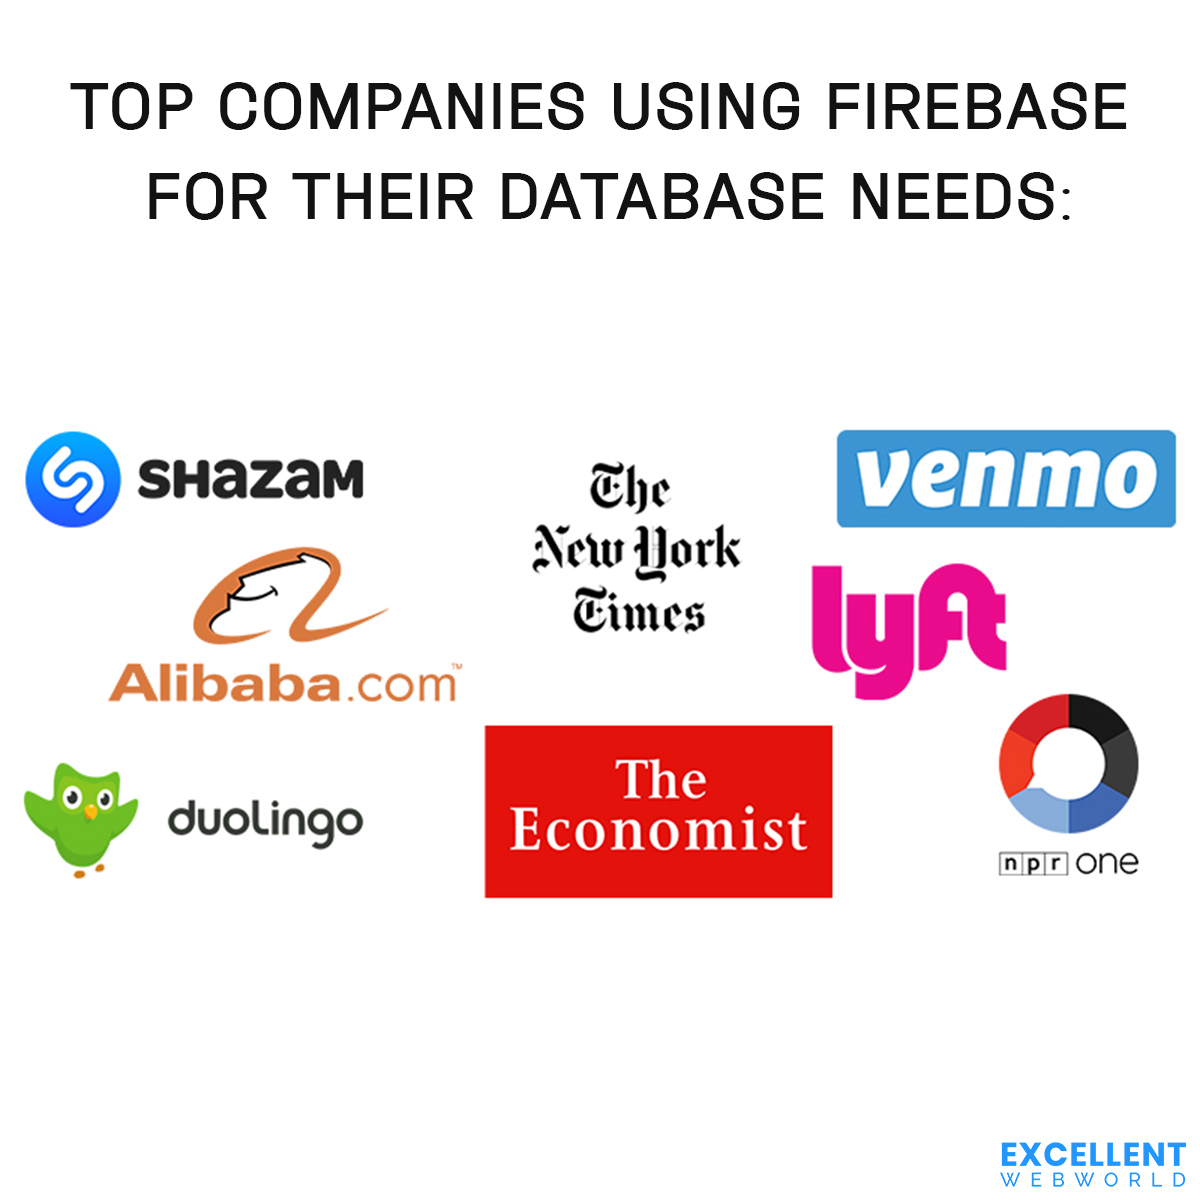 TOP COMPANIES USING FIREBASE
FOR THEIR DATABASE NEEDS:
SHAZAM
Alibaba.com™
duolingo
The
New York
Times
The
Economist
venmo
lyft
npr one
EXCELLENT
WEBWORLD